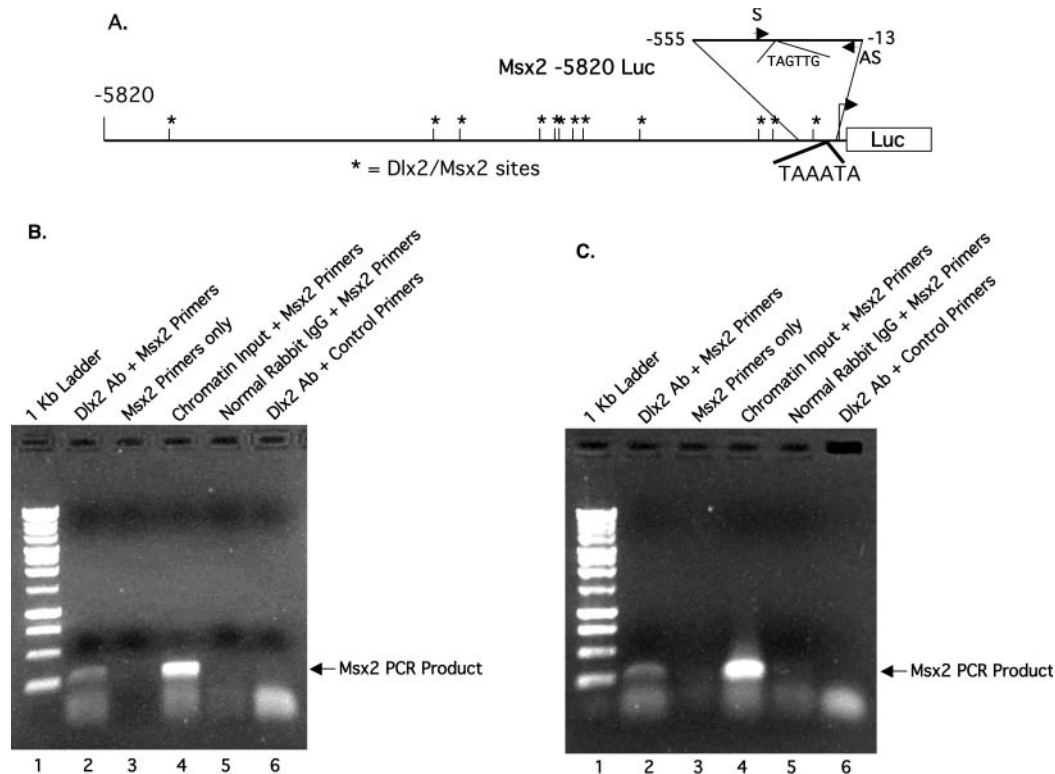 A.
S
-555
-13
TAGTTG
AS
Msx2 -5820 Luc
-5820
* * * * ** ** * * * *
Luc
* = Dlx2/Msx2 sites
TAAATA
B.
1 Kb Ladder
Dlx2 Ab + Msx2 Primers
Msx2 Primers only
Chromatin Input + Msx2 Primers
Normal Rabbit IgG + Msx2 Primers
Dlx2 Ab + Control Primers
Msx2 PCR Product
1 2 3 4 5 6
C.
1 Kb Ladder
Dlx2 Ab + Msx2 Primers
Msx2 Primers only
Chromatin Input + Msx2 Primers
Normal Rabbit IgG + Msx2 Primers
Dlx2 Ab + Control Primers
Msx2 PCR Product
1 2 3 4 5 6